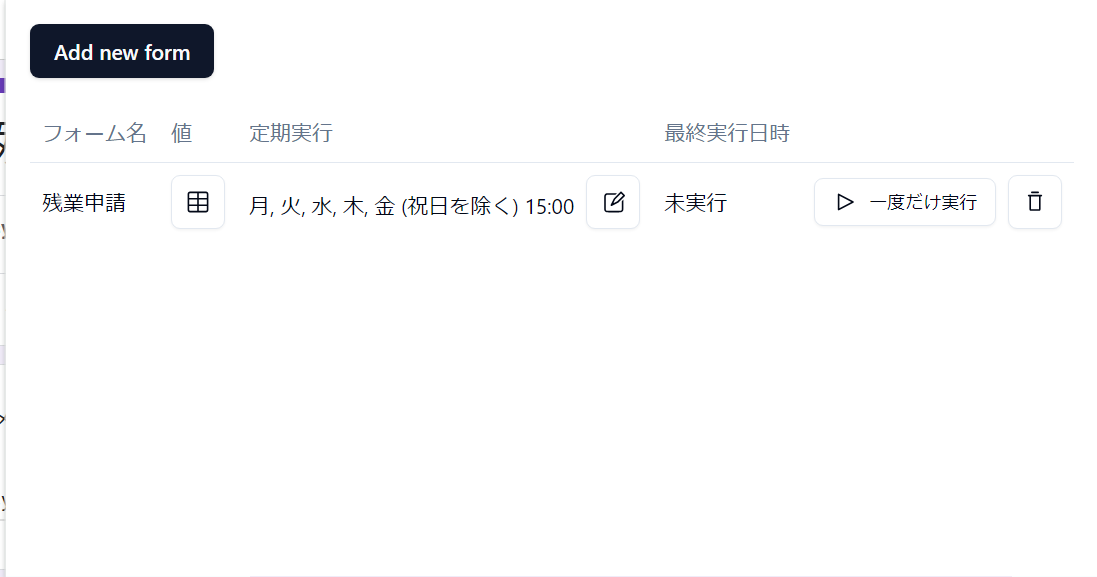 Add new form
フォーム名 値 定期実行 最終実行日時
残業申請 月, 火, 水, 木, 金 (祝日を除く) 15:00 未実行 一度だけ実行